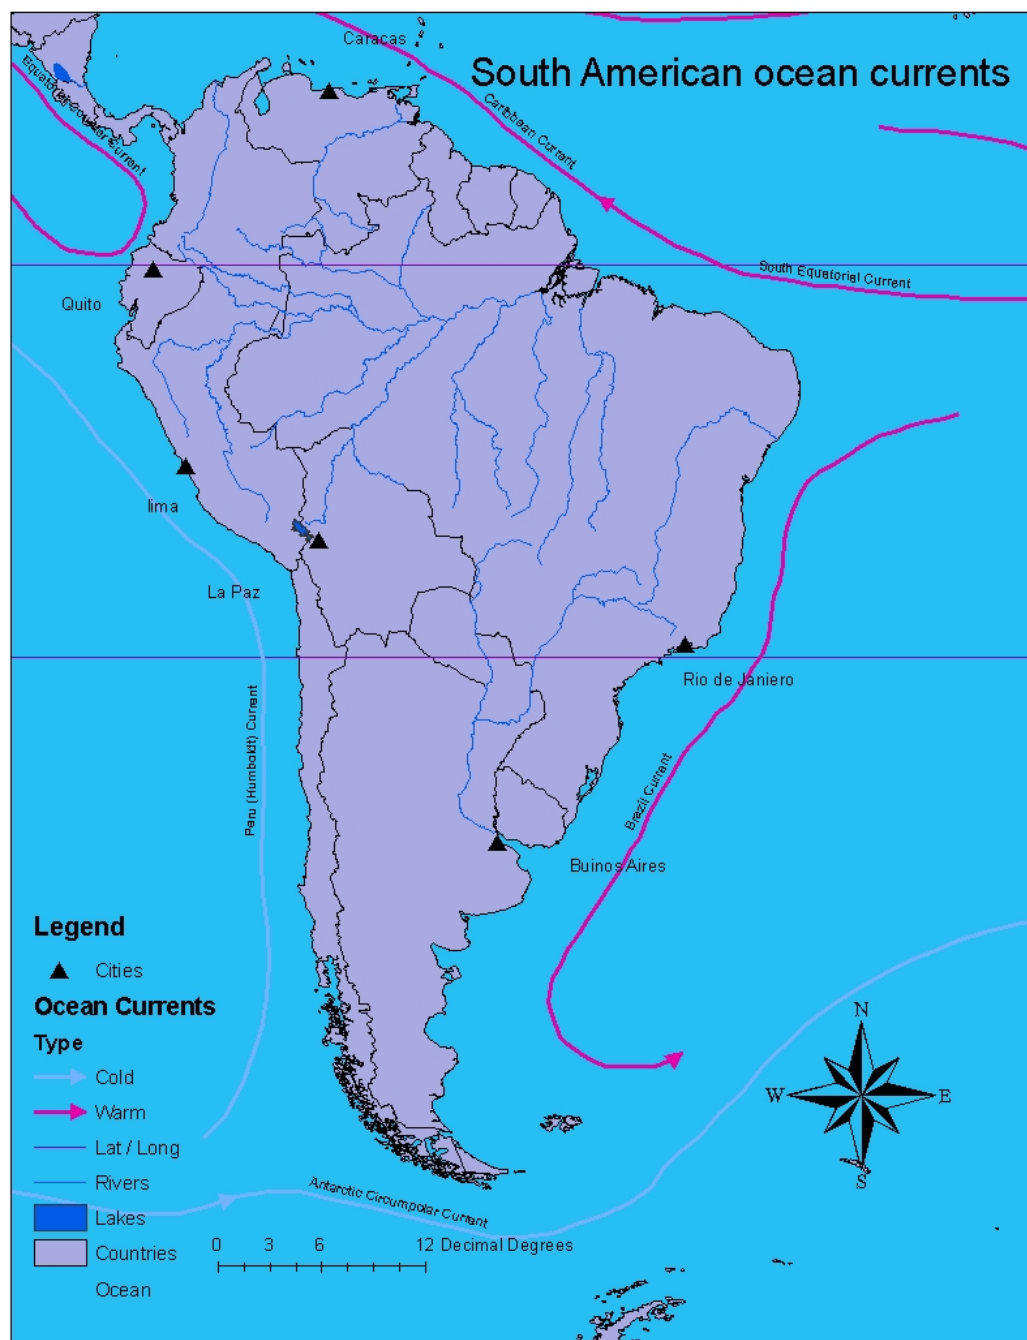 Caracas
South American ocean currents
Equatorial Counter Current
Caribbean Current
South Equatorial Current
Quito
lima
La Paz
Rio de Janiero
Peru (Humboldt) Current
Brazil Current
Buinos Aires
Legend
Cities
Ocean Currents
Type
Cold
Warm
Lat / Long
Rivers
Lakes
Countries
Ocean
N
W
E
S
Antarctic Circumpolar Current
0 3 6 12 Decimal Degrees